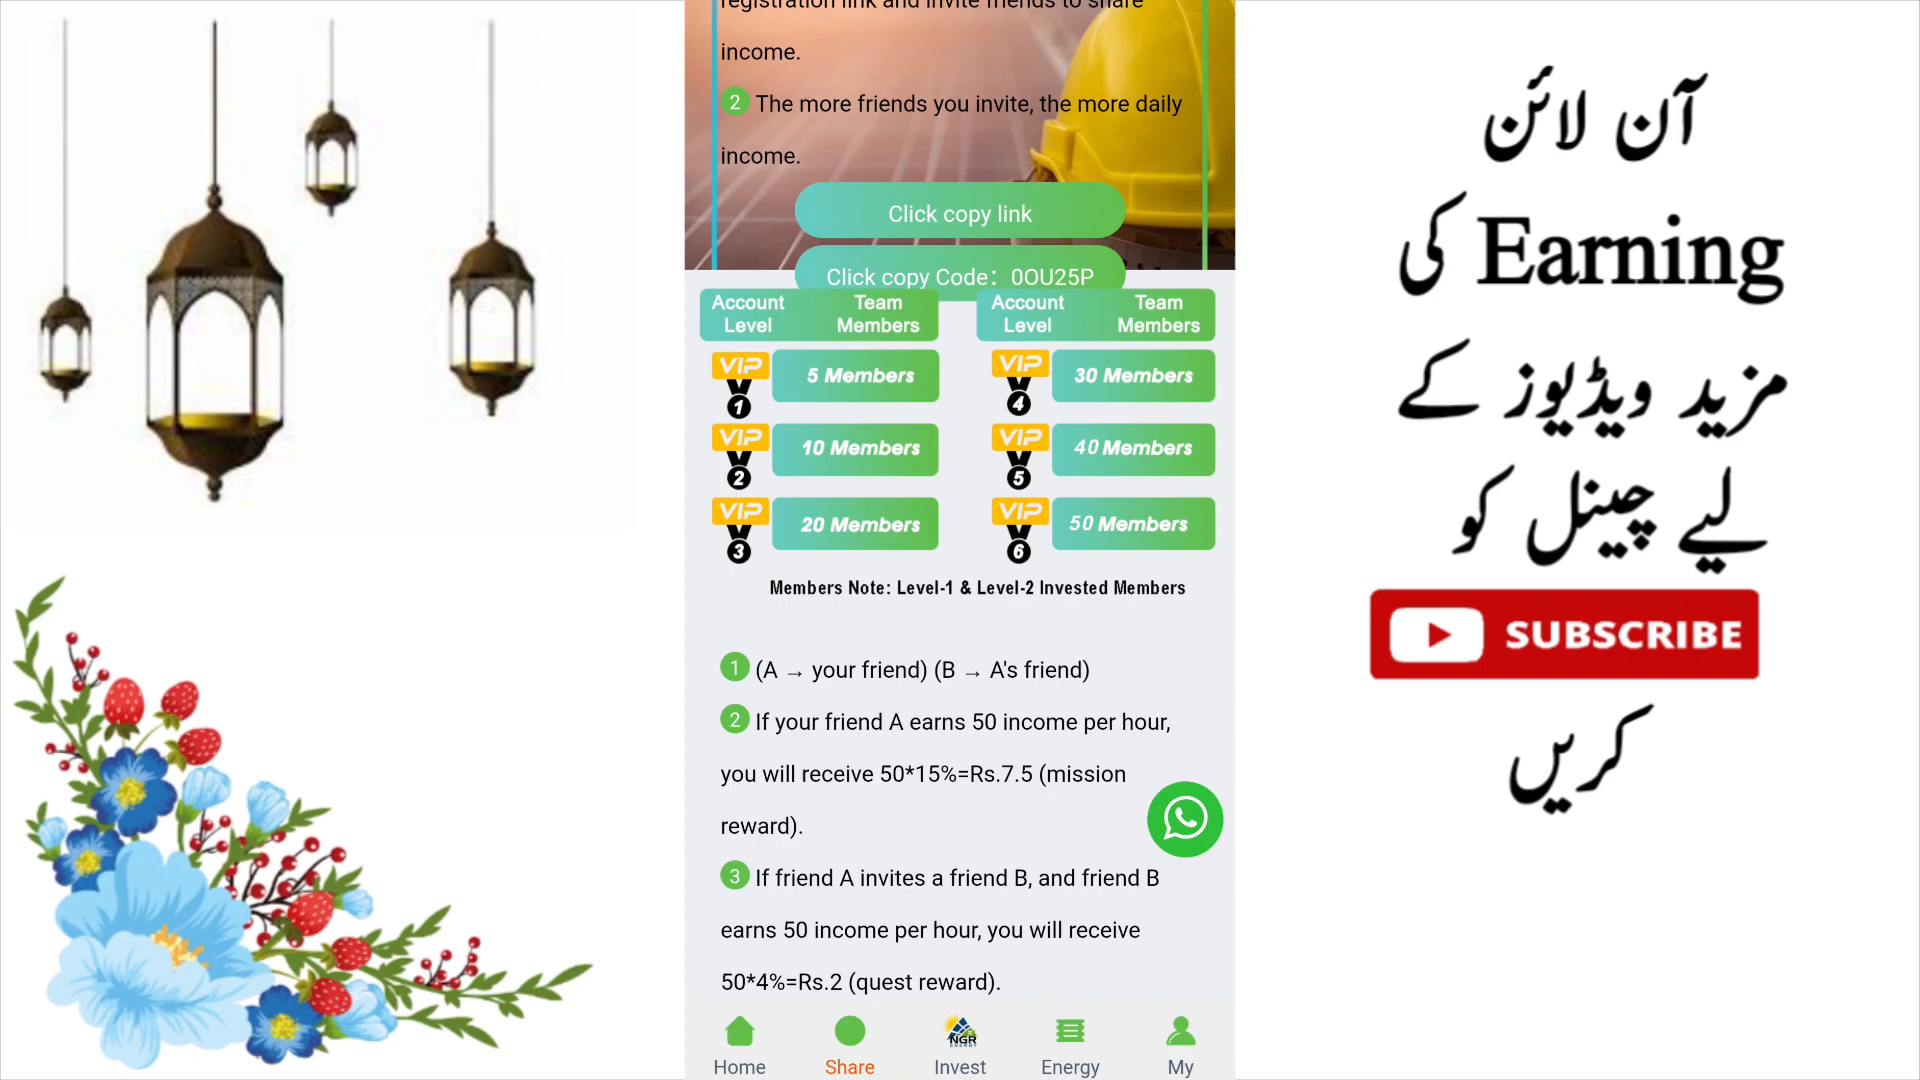 registration link and invite friends to share
income.
2 The more friends you invite, the more daily
income.
Click copy link
Click copy Code：0OU25P
Account Level Team Members
Account Level Team Members
VIP 1 5 Members
VIP 4 30 Members
VIP 2 10 Members
VIP 5 40 Members
VIP 3 20 Members
VIP 6 50 Members
Members Note: Level-1 & Level-2 Invested Members
1 (A → your friend) (B → A's friend)
2 If your friend A earns 50 income per hour,
you will receive 50*15%=Rs.7.5 (mission
reward).
3 If friend A invites a friend B, and friend B
earns 50 income per hour, you will receive
50*4%=Rs.2 (quest reward).
NGR
ENERGY
Home Share Invest Energy My
آن لائن
Earning کی
مزید ویڈیوز کے
لیے چینل کو
SUBSCRIBE
کریں